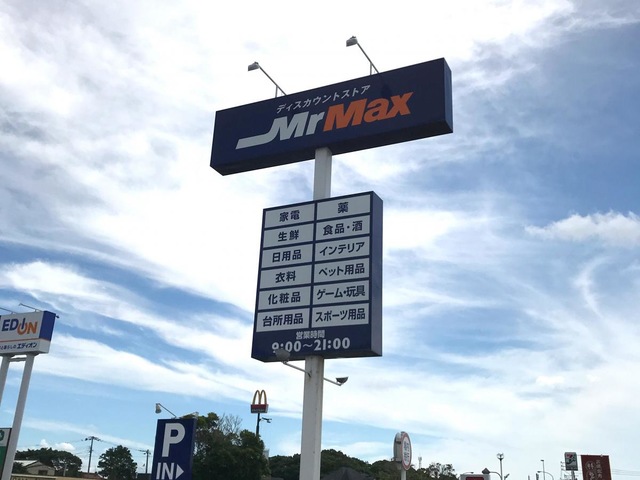 ディスカウントストア
MrMax
家電 薬
生鮮 食品・酒
日用品 インテリア
衣料 ペット用品
化粧品 ゲーム・玩具
台所用品 スポーツ用品
営業時間
9:00〜21:00
EDION
エディオン
P
IN
P